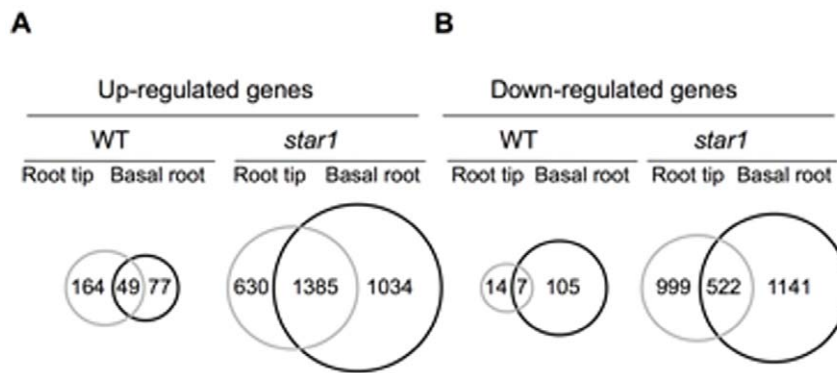 A B
Up-regulated genes Down-regulated genes
WT star1 WT star1
Root tip Basal root Root tip Basal root Root tip Basal root Root tip Basal root
164 49 77 630 1385 1034 14 7 105 999 522 1141